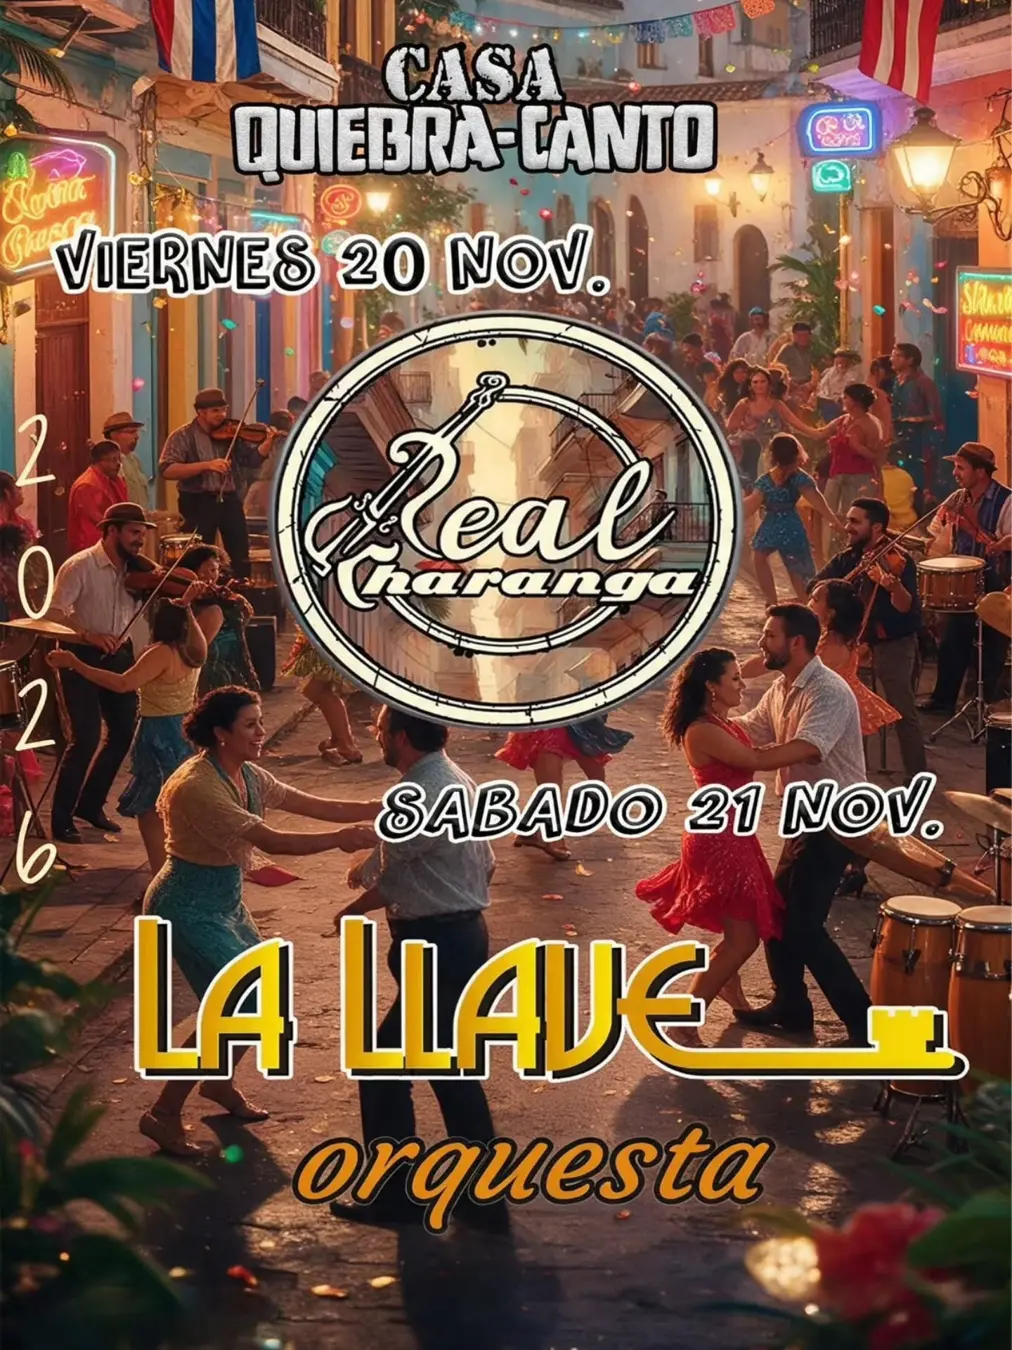 CASA
QUIEBRA-CANTO
VIERNES 20 NOV.
2026
Real
Charanga
SABADO 21 NOV.
LA LLAVE
orquesta